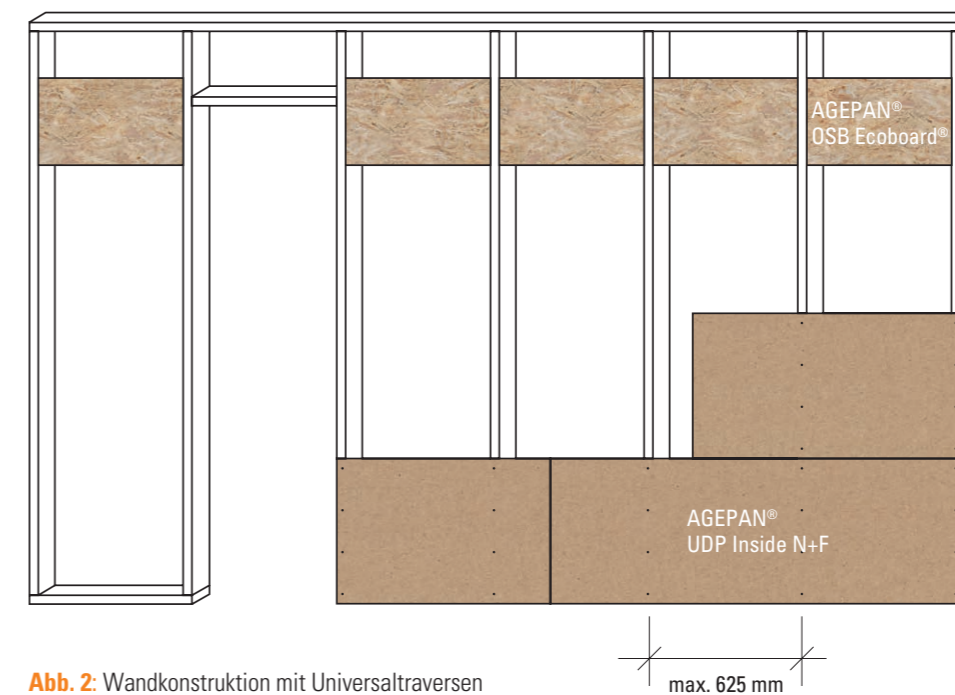 AGEPAN®
OSB Ecoboard®
AGEPAN®
UDP Inside N+F
max. 625 mm
Abb. 2: Wandkonstruktion mit Universaltraversen